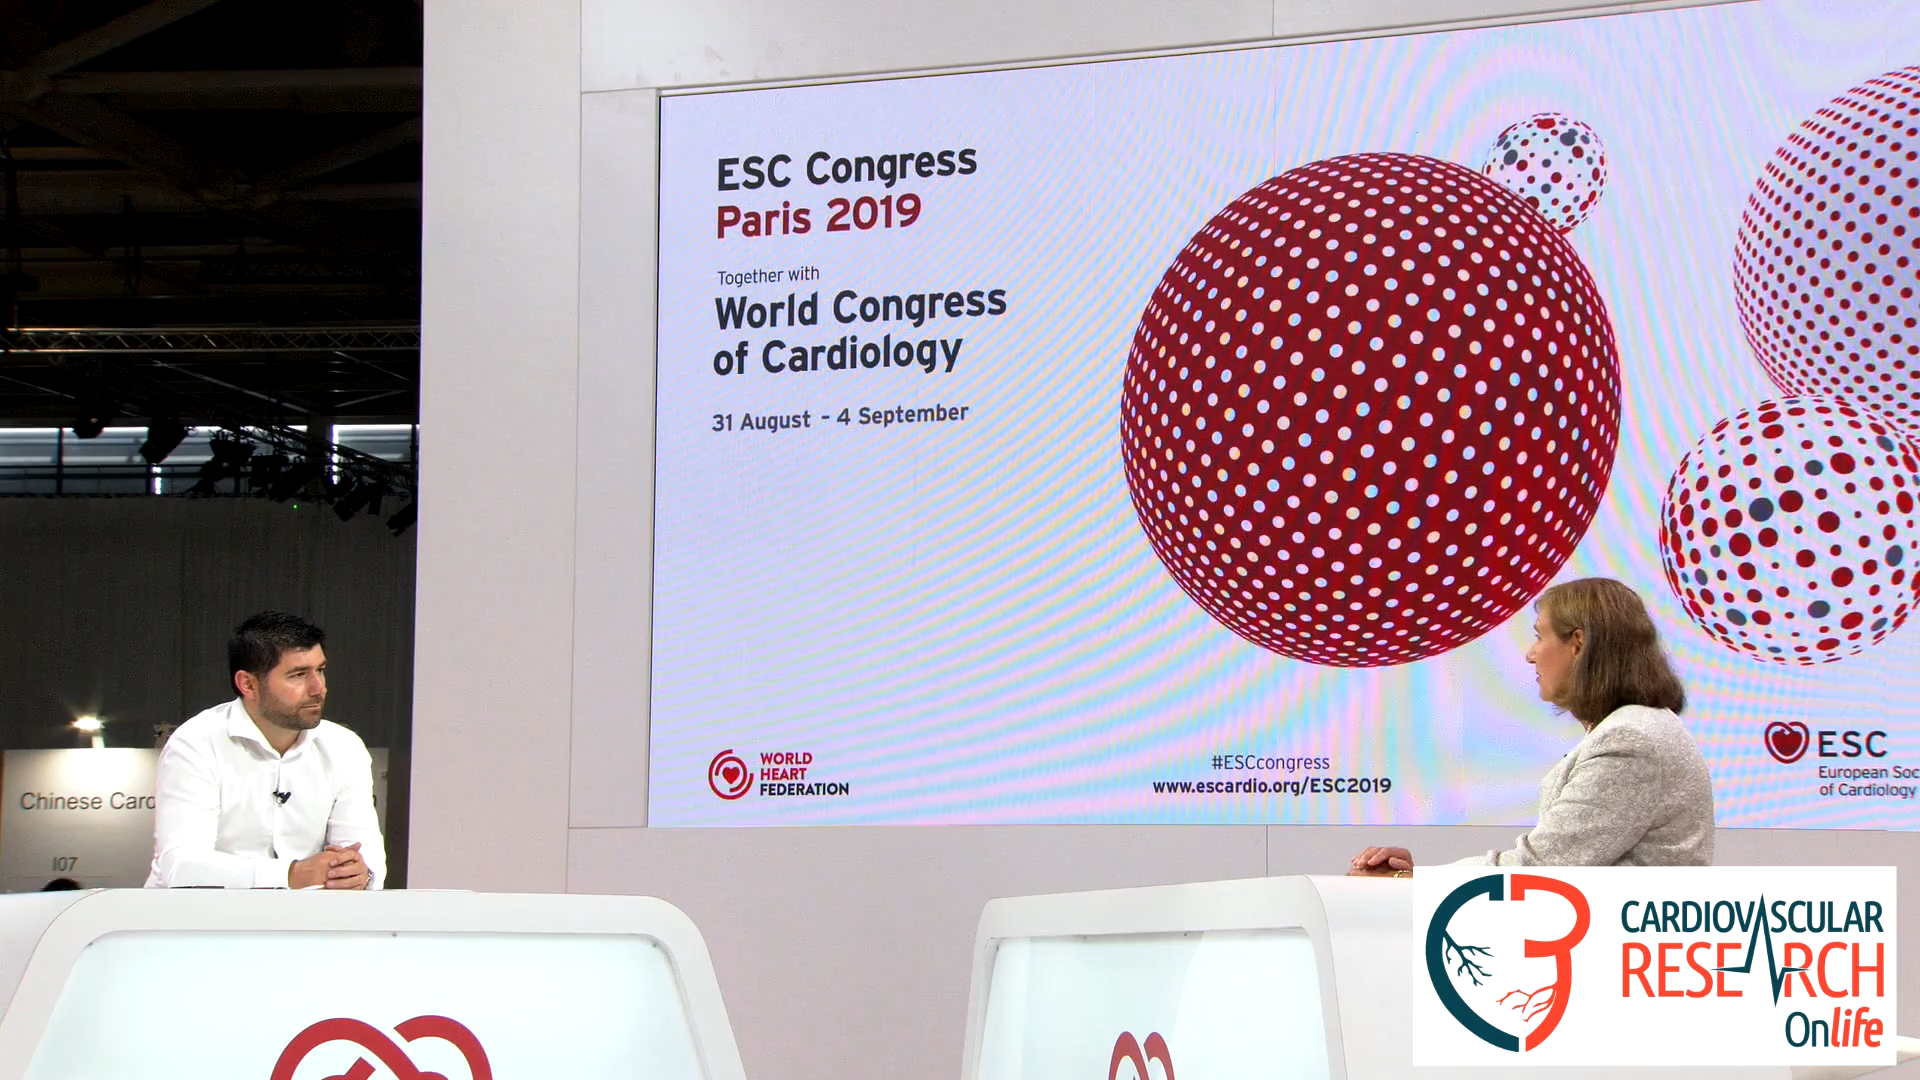 ESC Congress
Paris 2019
Together with
World Congress
of Cardiology
31 August - 4 September
WORLD
HEART
FEDERATION
#ESCcongress
www.escardio.org/ESC2019
ESC
European Soc
of Cardiology
Chinese Card
I07
CARDIOVASCULAR
RESEARCH
Onlife